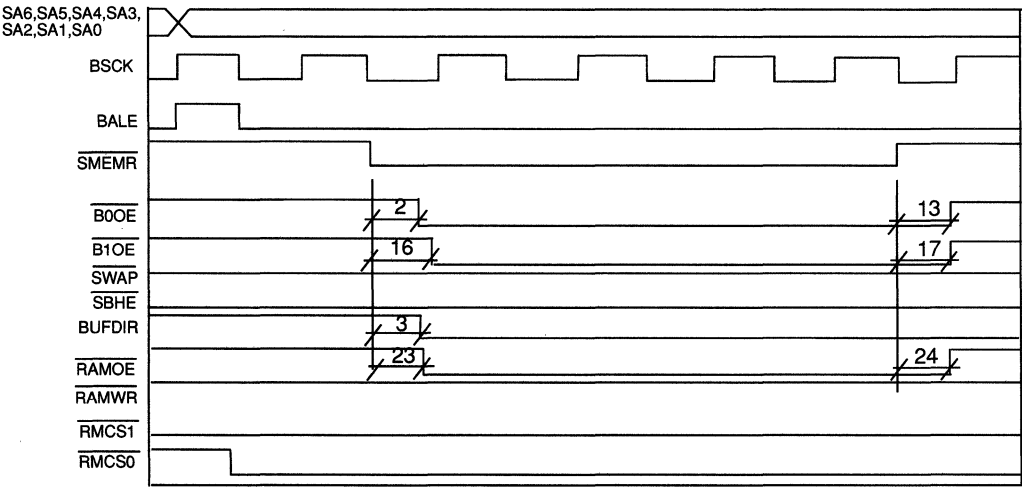 SA6,SA5,SA4,SA3,
SA2,SA1,SA0
BSCK
BALE
SMEMR
B0OE 2 13
B1OE 16 17
SWAP
SBHE
BUFDIR 3
RAMOE 23 24
RAMWR
RMCS1
RMCS0